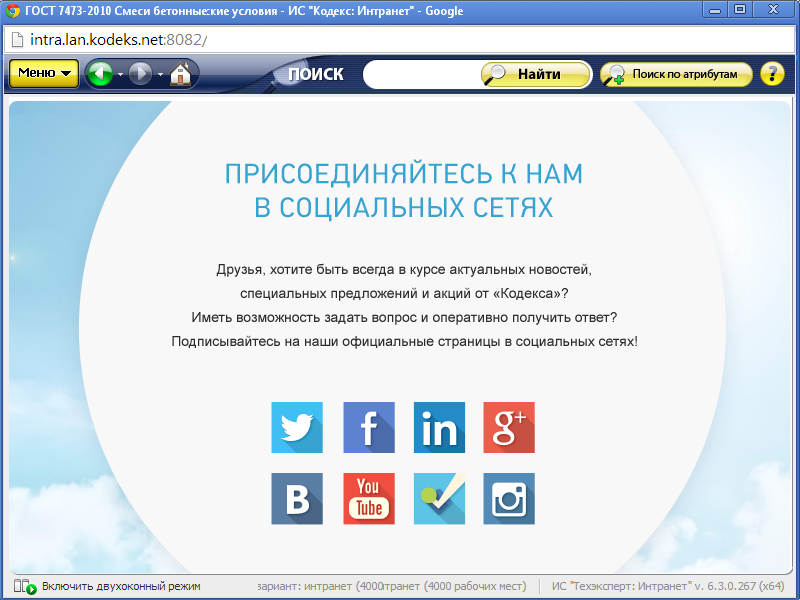 ГОСТ 7473-2010 Смеси бетонные:кие условия - ИС "Кодекс: Интранет" - Google
intra.lan.kodeks.net:8082/
Меню
ПОИСК
Найти
Поиск по атрибутам
?
ПРИСОЕДИНЯЙТЕСЬ К НАМ
В СОЦИАЛЬНЫХ СЕТЯХ
Друзья, хотите быть всегда в курсе актуальных новостей,
специальных предложений и акций от «Кодекса»?
Иметь возможность задать вопрос и оперативно получить ответ?
Подписывайтесь на наши официальные страницы в социальных сетях!
f in g+
B You
Tube
Включить двухоконный режим
вариант: интранет (4000транет (4000 рабочих мест)
ИС "Техэксперт: Интранет" v. 6.3.0.267 (x64)